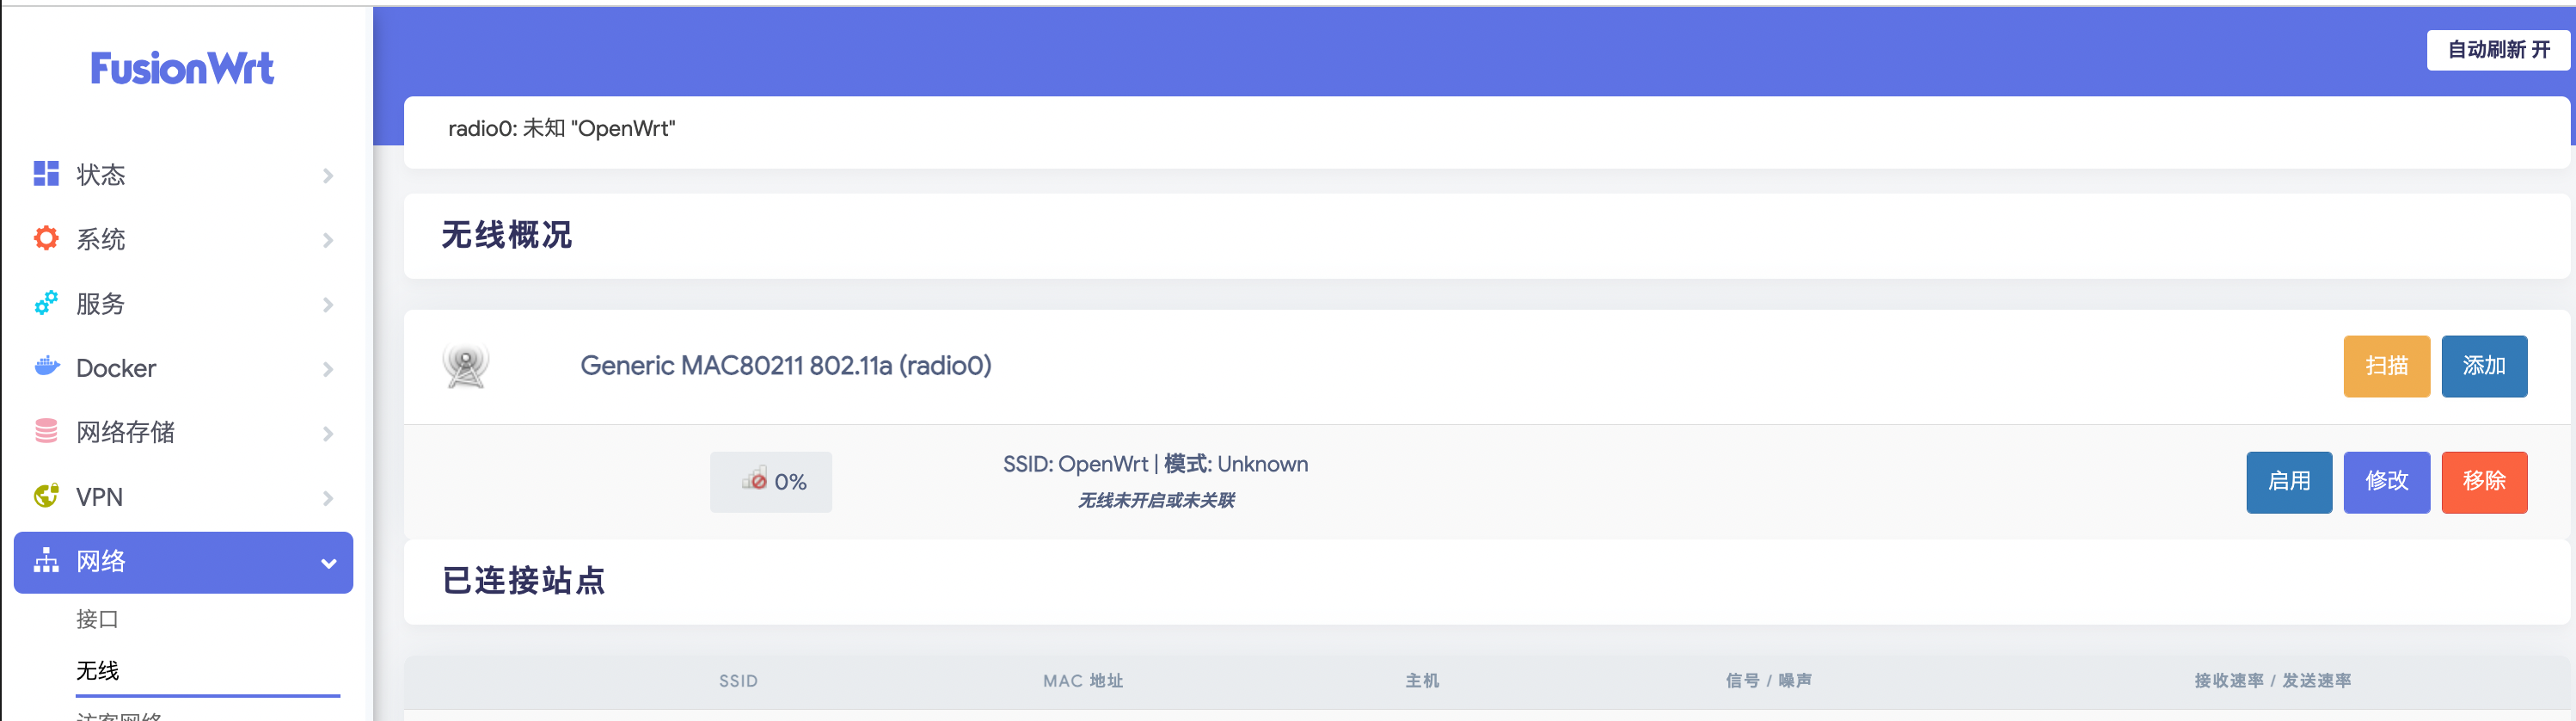 FusionWrt
自动刷新 开
状态
系统
服务
Docker
网络存储
VPN
网络
接口
无线
访客网络
radio0: 未知 "OpenWrt"
无线概况
Generic MAC80211 802.11a (radio0)
扫描 添加
0%
SSID: OpenWrt | 模式: Unknown
无线未开启或未关联
启用 修改 移除
已连接站点
SSID MAC 地址 主机 信号 / 噪声 接收速率 / 发送速率